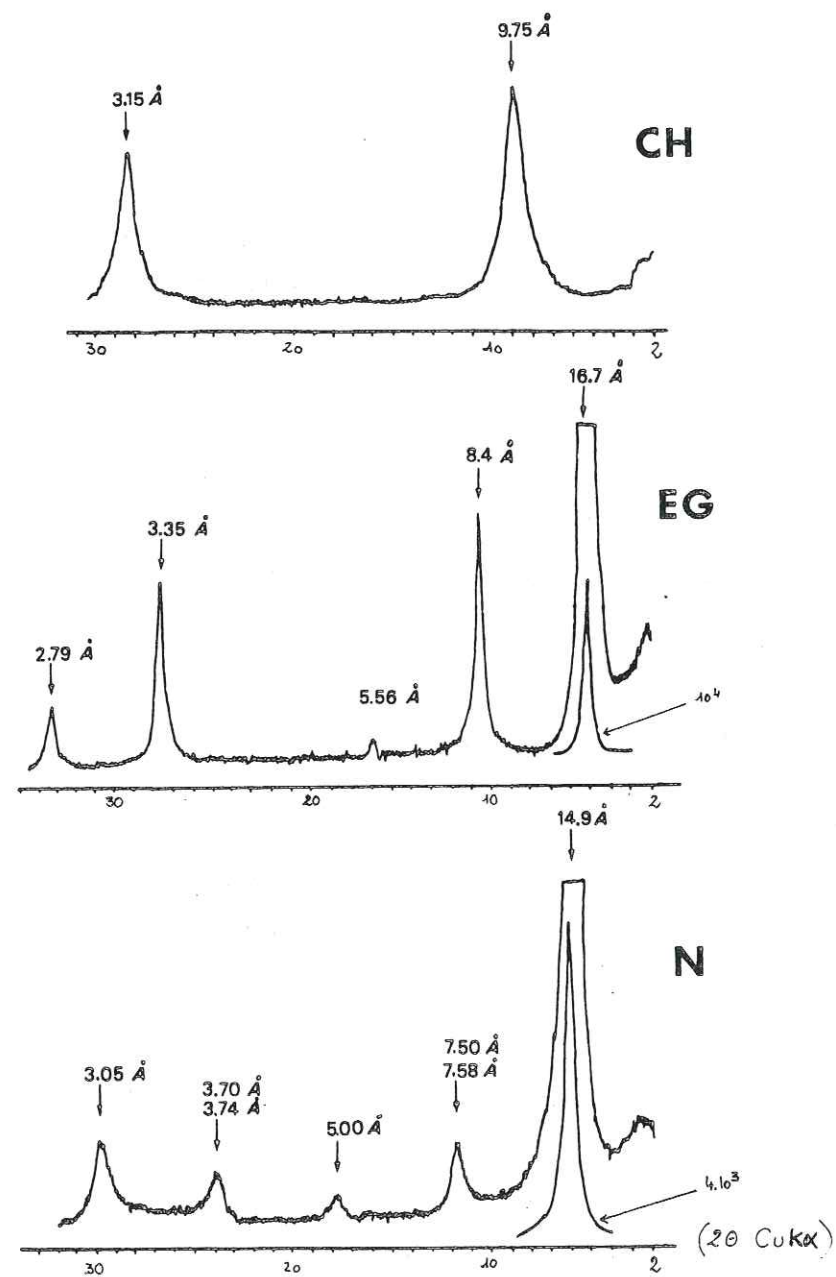 9.75 Å
3.15 Å
CH
30 20 10 2
16.7 Å
8.4 Å
EG
3.35 Å
2.79 Å
5.56 Å
10⁴
30 20 10 2
14.9 Å
N
7.50 Å
7.58 Å
3.05 Å
3.70 Å
3.74 Å
5.00 Å
4.10³
(2θ CuKα)
30 20 10 2